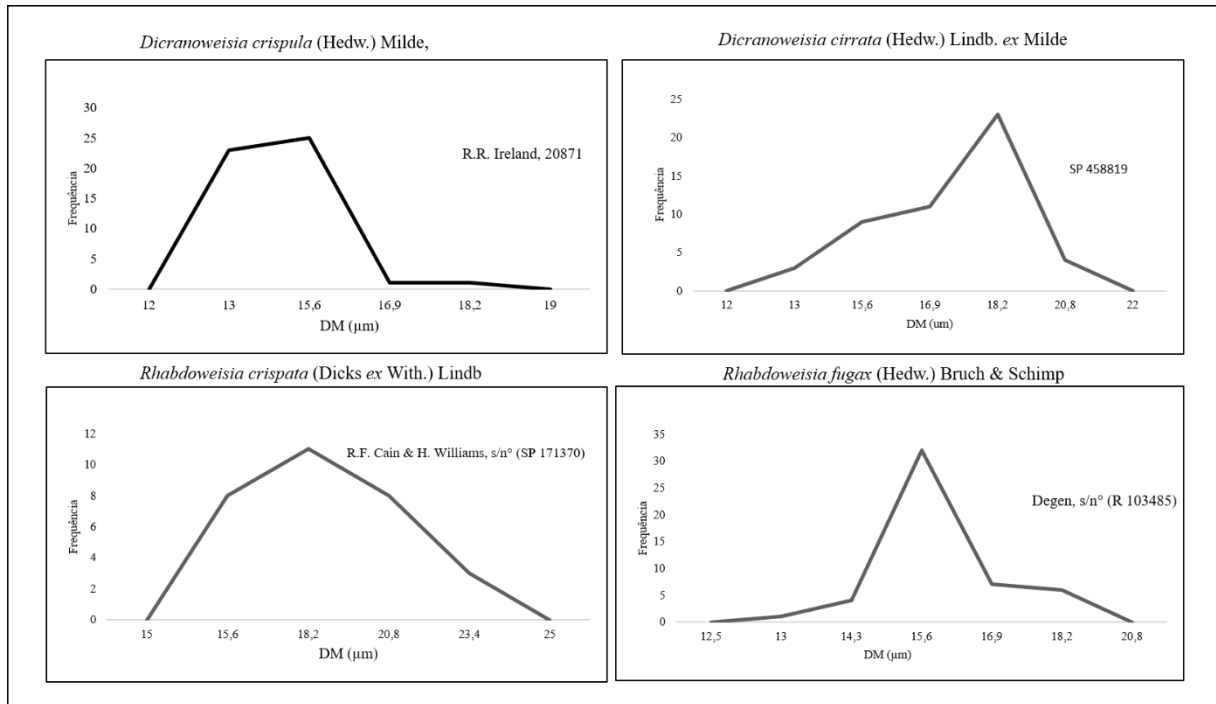 Dicranoweisia crispula (Hedw.) Milde,
30
25
20
15
10
5
0
Frequência
R.R. Ireland, 20871
12 13 15,6 16,9 18,2 19
DM (µm)
Dicranoweisia cirrata (Hedw.) Lindb. ex Milde
25
20
15
10
5
0
Frequência
SP 458819
12 13 15,6 16,9 18,2 20,8 22
DM (um)
Rhabdoweisia crispata (Dicks ex With.) Lindb
12
10
8
6
4
2
0
Frequência
R.F. Cain & H. Williams, s/n° (SP 171370)
15 15,6 18,2 20,8 23,4 25
DM (µm)
Rhabdoweisia fugax (Hedw.) Bruch & Schimp
35
30
25
20
15
10
5
0
Frequência
Degen, s/n° (R 103485)
12,5 13 14,3 15,6 16,9 18,2 20,8
DM (µm)